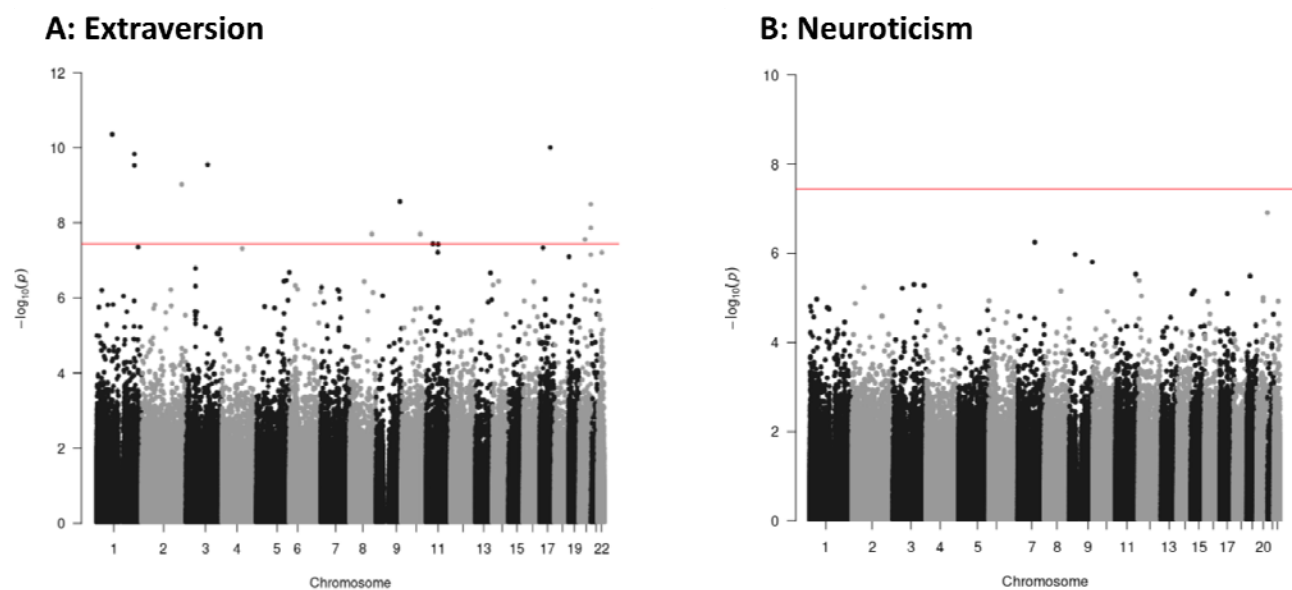 A: Extraversion
12
10
8
6
4
2
0
−log10(p)
1 2 3 4 5 6 7 8 9 11 13 15 17 19 22
Chromosome
B: Neuroticism
10
8
6
4
2
0
−log10(p)
1 2 3 4 5 7 8 9 11 13 15 17 20
Chromosome